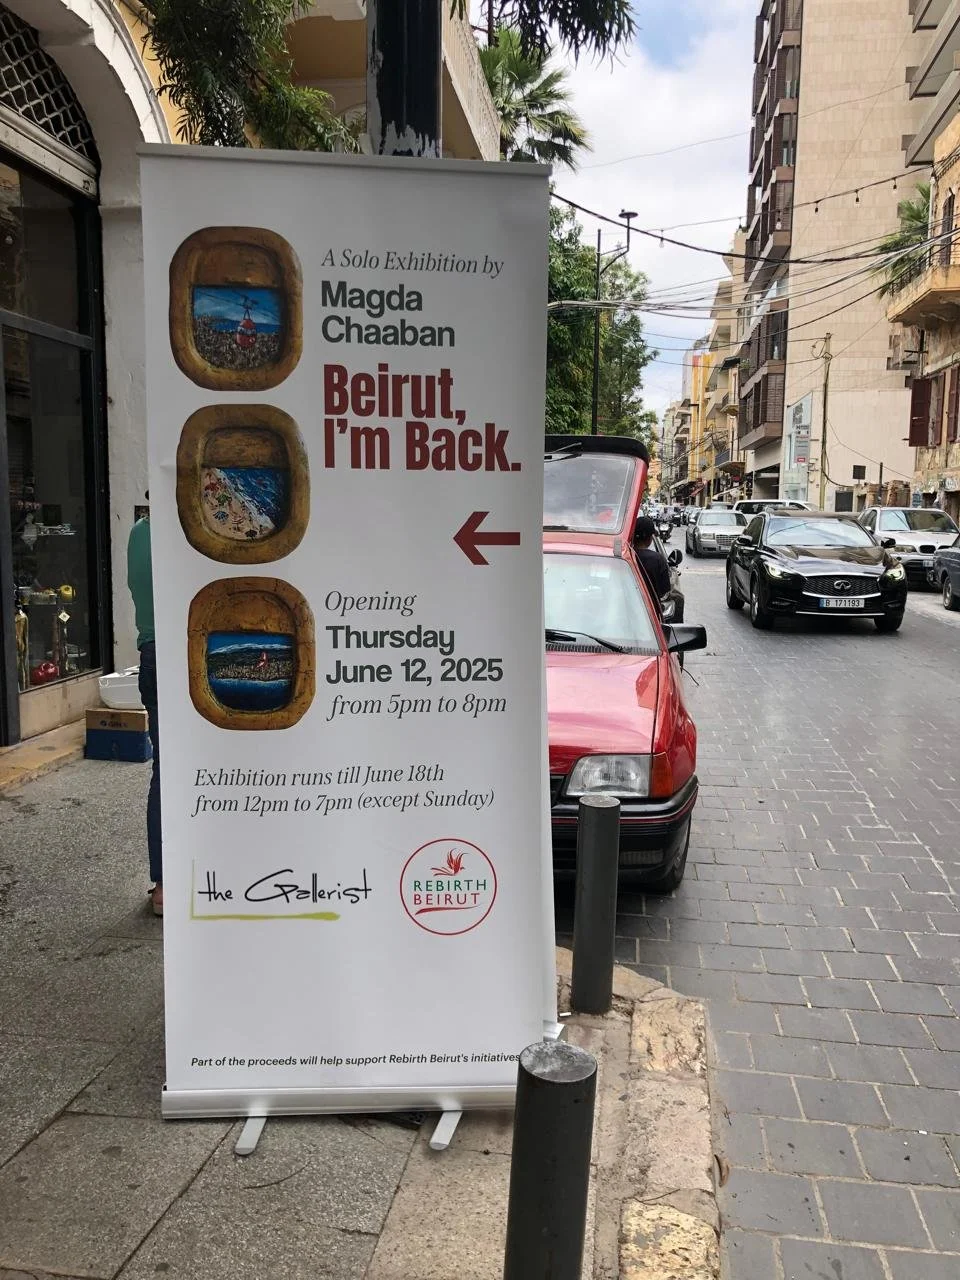 A Solo Exhibition by
Magda
Chaaban
Beirut,
I'm Back.
Opening
Thursday
June 12, 2025
from 5pm to 8pm
Exhibition runs till June 18th
from 12pm to 7pm (except Sunday)
the Gallerist
REBIRTH
BEIRUT
Part of the proceeds will help support Rebirth Beirut's initiatives
B 171193